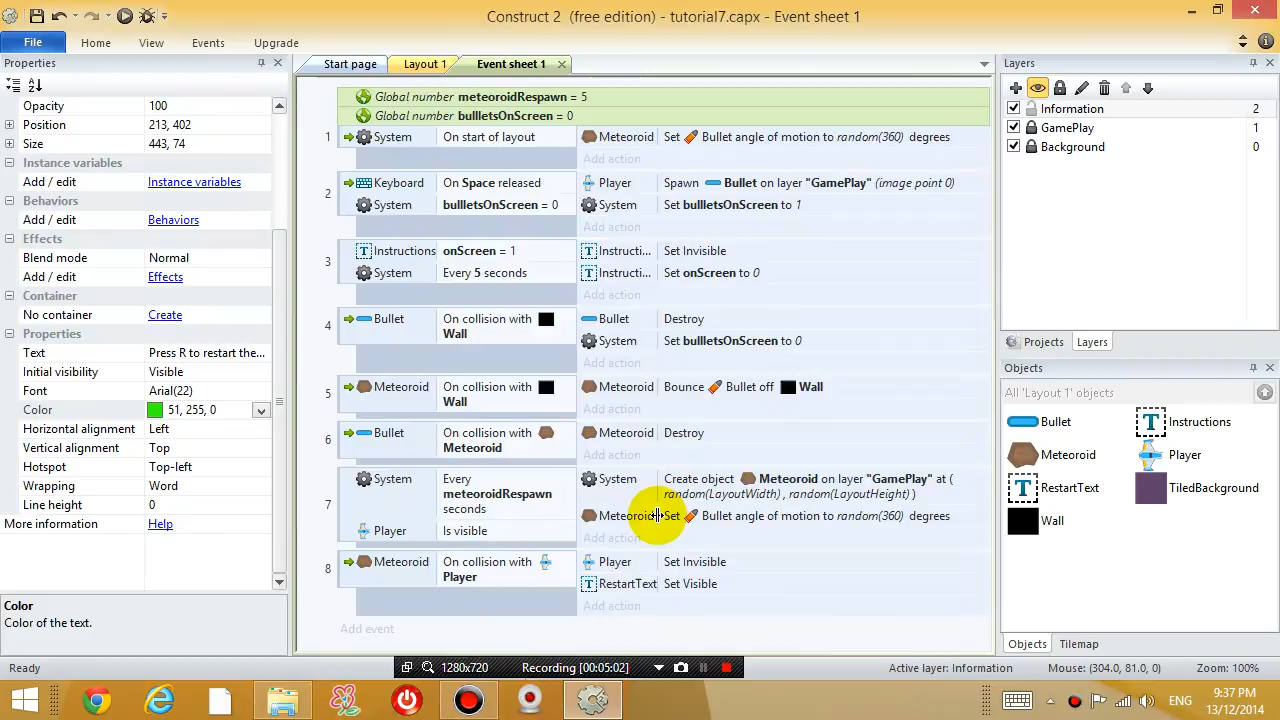 Construct 2 (free edition) - tutorial7.capx - Event sheet 1
File Home View Events Upgrade
Properties
Opacity 100
Position 213, 402
Size 443, 74
Instance variables
Add / edit Instance variables
Behaviors
Add / edit Behaviors
Effects
Blend mode Normal
Add / edit Effects
Container
No container Create
Properties
Text Press R to restart the...
Initial visibility Visible
Font Arial(22)
Color 51, 255, 0
Horizontal alignment Left
Vertical alignment Top
Hotspot Top-left
Wrapping Word
Line height 0
More information Help
Color
Color of the text.
Start page Layout 1 Event sheet 1
Global number meteoroidRespawn = 5
Global number bullletsOnScreen = 0
1 System On start of layout Meteoroid Set Bullet angle of motion to random(360) degrees
Add action
2 Keyboard On Space released Player Spawn Bullet on layer "GamePlay" (image point 0)
System bullletsOnScreen = 0 System Set bullletsOnScreen to 1
Add action
3 Instructions onScreen = 1 Instructi... Set Invisible
System Every 5 seconds Instructi... Set onScreen to 0
Add action
4 Bullet On collision with Wall Bullet Destroy
System Set bullletsOnScreen to 0
Add action
5 Meteoroid On collision with Wall Meteoroid Bounce Bullet off Wall
Add action
6 Bullet On collision with Meteoroid Meteoroid Destroy
Add action
7 System Every meteoroidRespawn seconds System Create object Meteoroid on layer "GamePlay" at ( random(LayoutWidth) , random(LayoutHeight) )
Meteoroid Set Bullet angle of motion to random(360) degrees
Player Is visible Add action
8 Meteoroid On collision with Player Player Set Invisible
RestartText Set Visible
Add action
Add event
Layers
Information 2
GamePlay 1
Background 0
Projects Layers
Objects
All 'Layout 1' objects
Bullet Instructions
Meteoroid Player
RestartText TiledBackground
Wall
Objects Tilemap
Ready
1280x720 Recording [00:05:02]
Active layer: Information Mouse: (304.0, 81.0, 0) Zoom: 100%
ENG
9:37 PM
13/12/2014